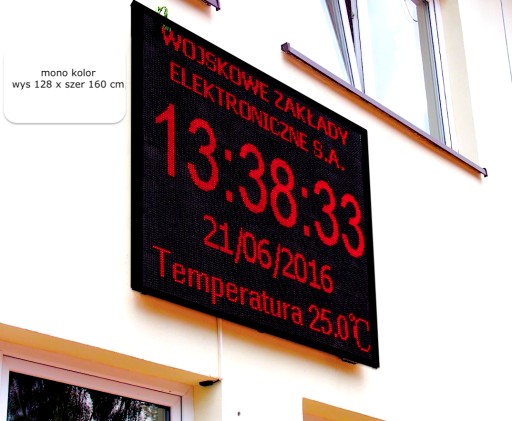 mono kolor
wys 128 x szer 160 cm
WOJSKOWE ZAKŁADY
ELEKTRONICZNE S.A.
13:38:33
21/06/2016
Temperatura 25.0°C